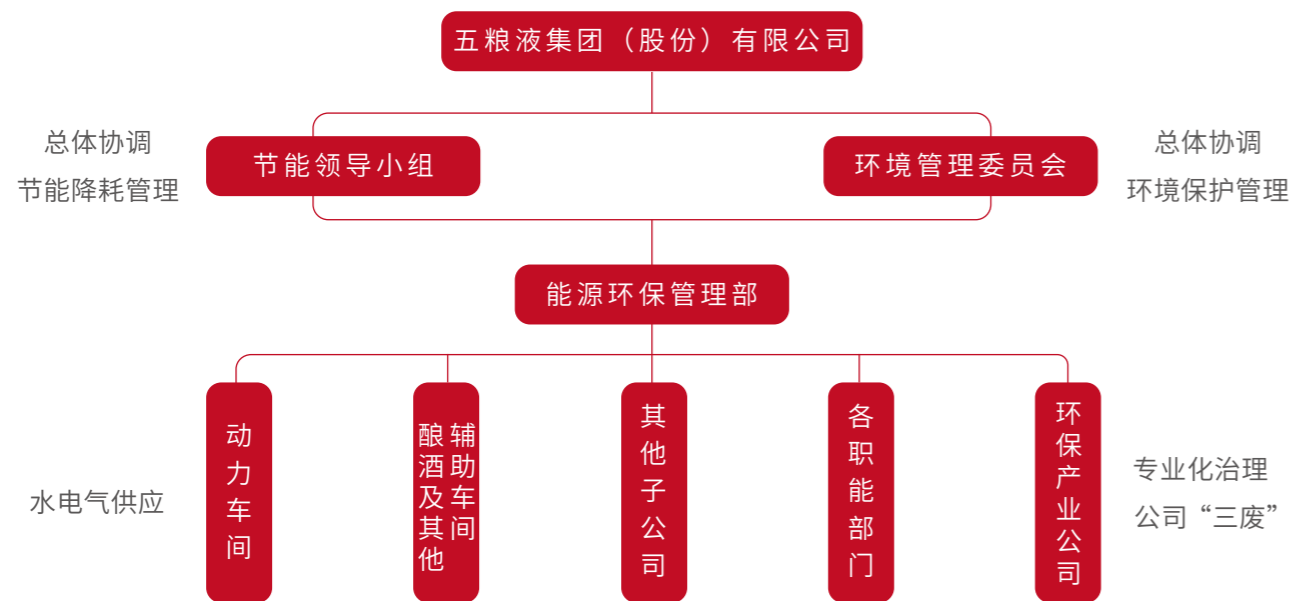 五粮液集团（股份）有限公司
总体协调
节能降耗管理
节能领导小组
环境管理委员会
总体协调
环境保护管理
能源环保管理部
水电气供应
动力车间
酿酒及其他
辅助车间
其他子公司
各职能部门
环保产业公司
专业化治理
公司“三废”